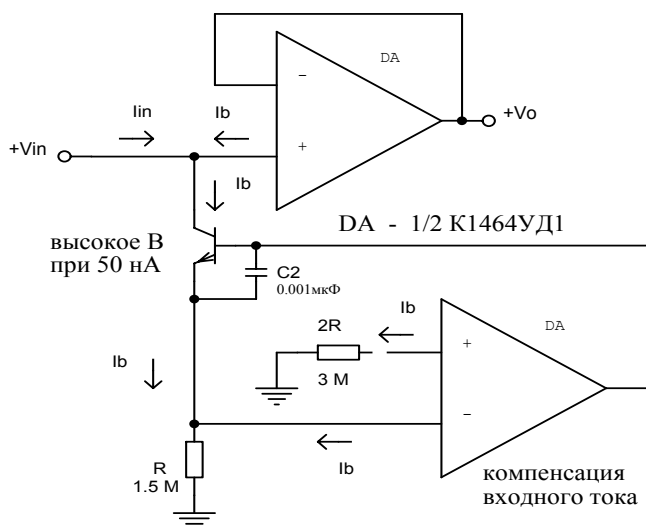 DA
−
Iin
Ib
+Vo
+Vin
+
Ib
DA - 1/2 К1464УД1
высокое В
при 50 нА
C2
0.001мкФ
Ib
2R
DA
+
3 M
Ib
−
Ib
R
1.5 M
компенсация
входного тока